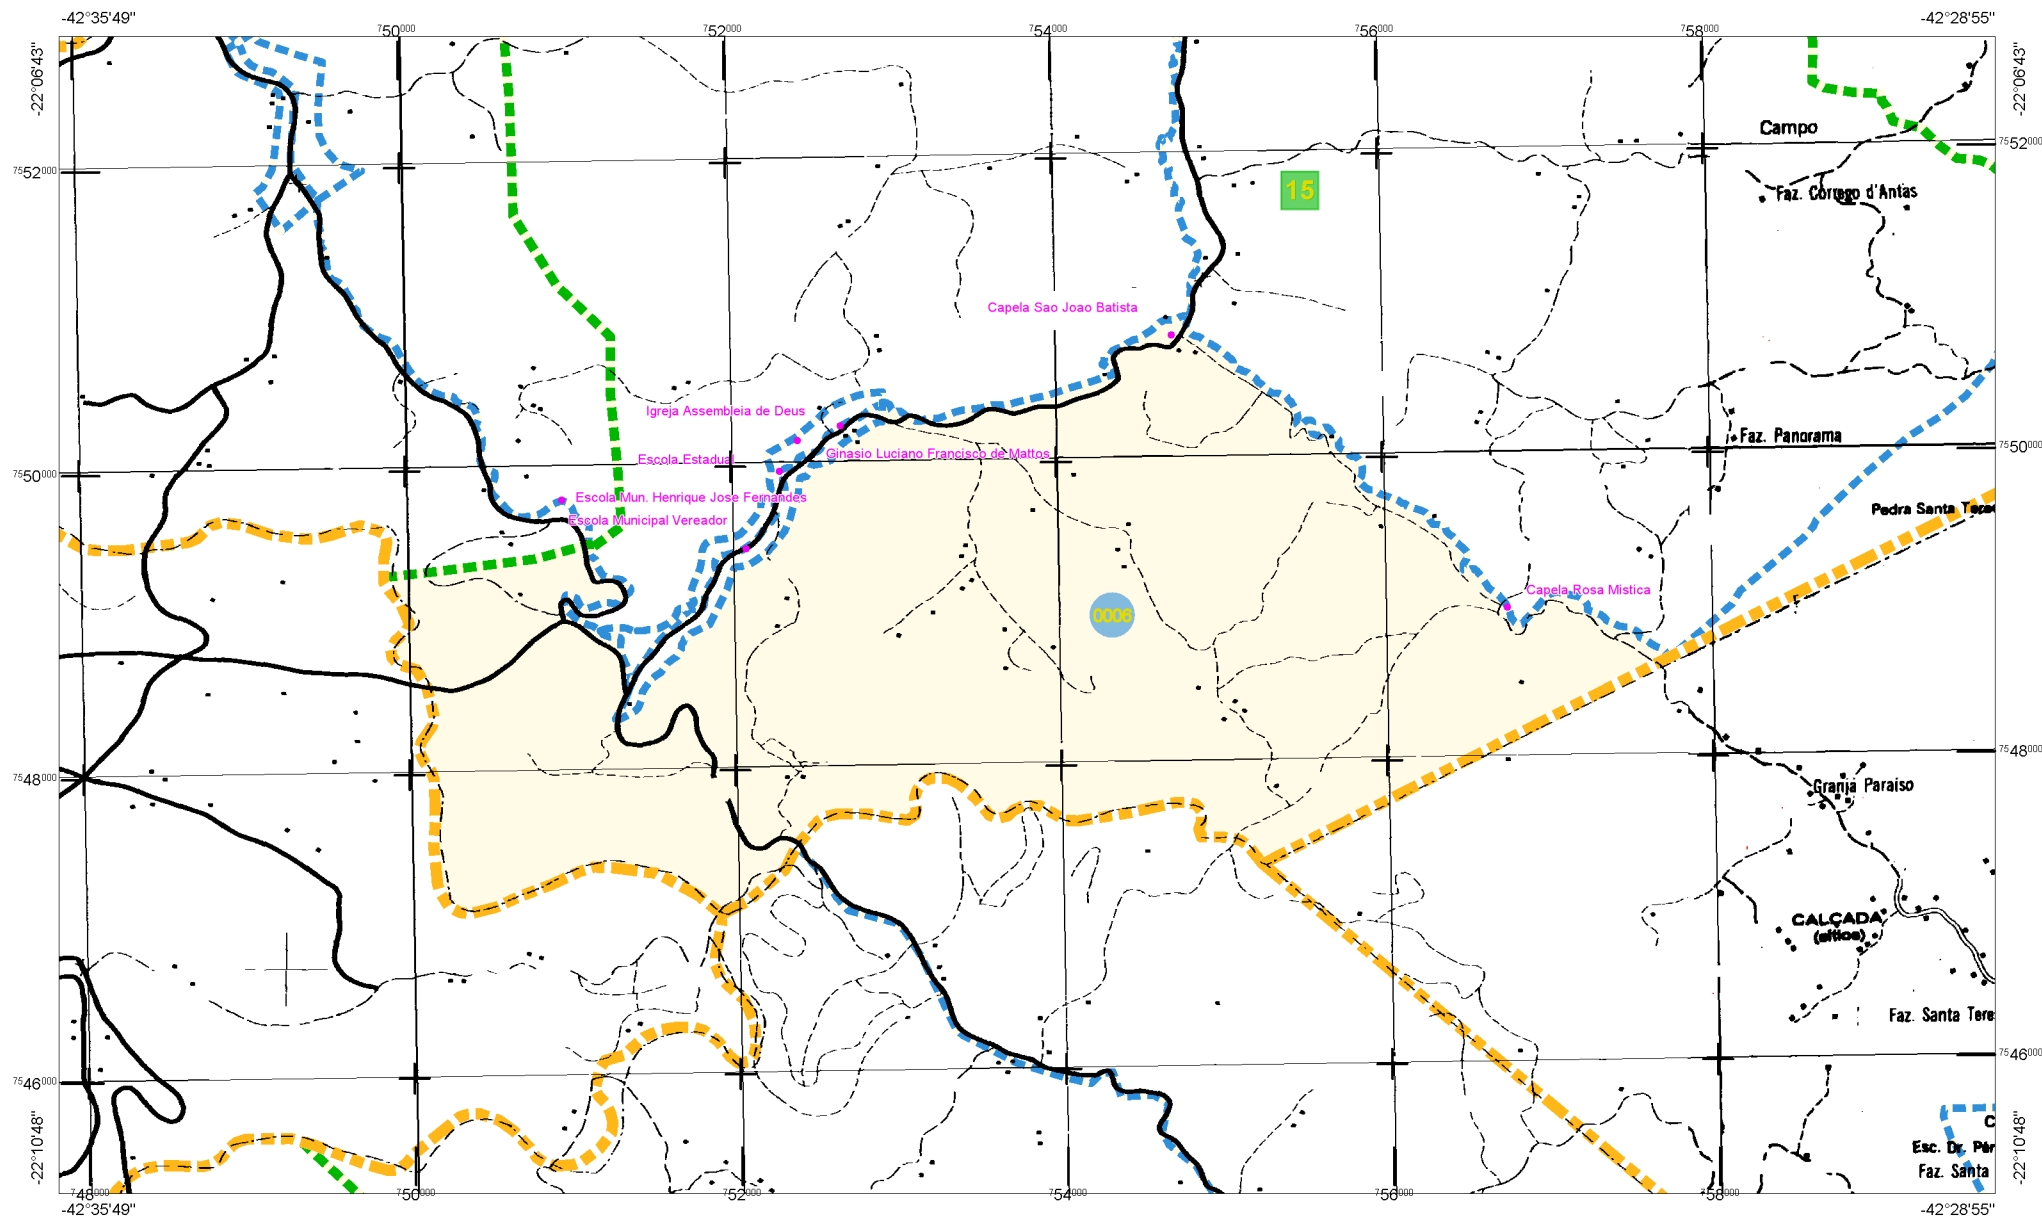 -42°35'49"
-42°28'55"
750000
752000
754000
756000
758000
-22°06'43"
-22°06'43"
Campo
7552000
7552000
15
Faz. Córrego d'Antas
Capela Sao Joao Batista
Igreja Assembleia de Deus
Faz. Panorama
7550000
7550000
Escola Estadual
Ginasio Luciano Francisco de Mattos
Escola Mun. Henrique Jose Fernandes
Escola Municipal Vereador
Pedra Santa Tere
Capela Rosa Mistica
0006
7548000
7548000
Granja Paraiso
CALÇADA
(sítios)
Faz. Santa Tere
7546000
7546000
-22°10'48"
-22°10'48"
C
Esc. Dr. Pér
Faz. Santa
748000
750000
752000
754000
756000
758000
-42°35'49"
-42°28'55"